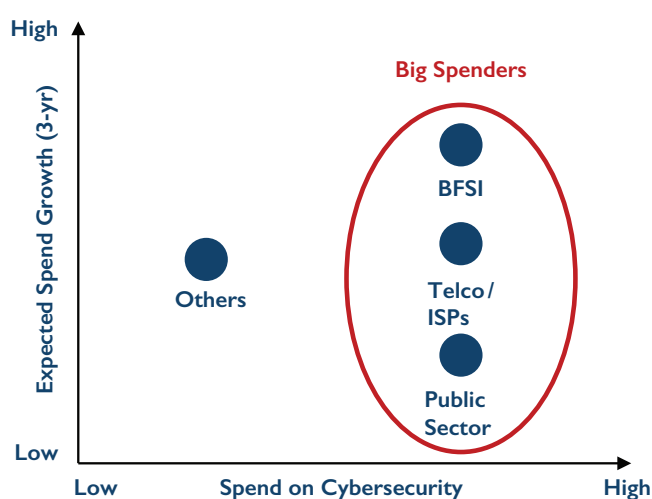 High
Big Spenders
Expected Spend Growth (3-yr)
BFSI
Others
Telco/
ISPs
Public
Sector
Low
Low
Spend on Cybersecurity
High